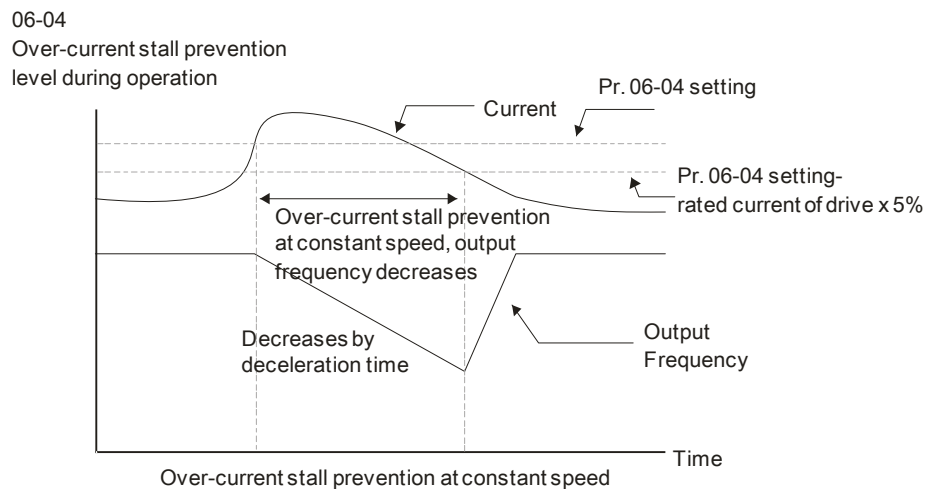 06-04
Over-current stall prevention
level during operation
Pr. 06-04 setting
Current
Pr. 06-04 setting-
rated current of drive x 5%
Over-current stall prevention
at constant speed, output
frequency decreases
Decreases by
deceleration time
Output
Frequency
Time
Over-current stall prevention at constant speed